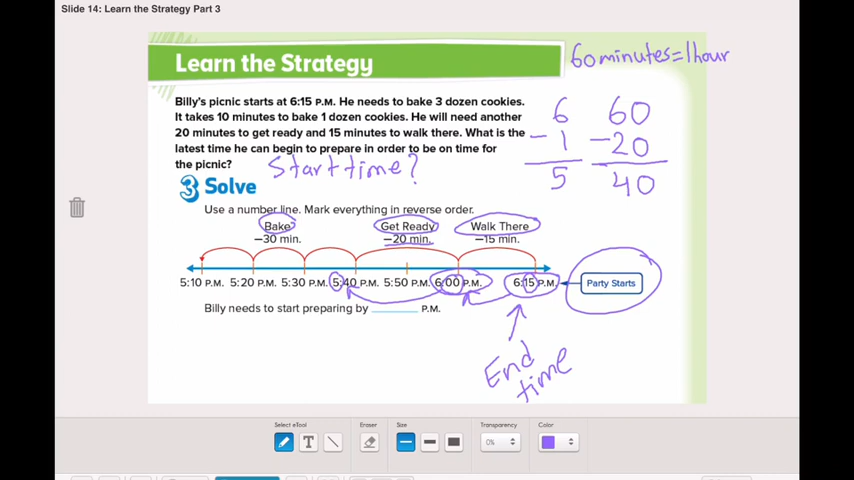 Slide 14: Learn the Strategy Part 3
Learn the Strategy
60 minutes=1hour
Billy's picnic starts at 6:15 P.M. He needs to bake 3 dozen cookies.
It takes 10 minutes to bake 1 dozen cookies. He will need another
20 minutes to get ready and 15 minutes to walk there. What is the
latest time he can begin to prepare in order to be on time for
the picnic?
Start time?
6 60
-1 -20
5 40
3 Solve
Use a number line. Mark everything in reverse order.
Bake Get Ready Walk There
-30 min. -20 min. -15 min.
5:10 P.M. 5:20 P.M. 5:30 P.M. 5:40 P.M. 5:50 P.M. 6:00 P.M. 6:15 P.M. Party Starts
Billy needs to start preparing by ______ P.M.
End
time
Select eTool Eraser Size Transparency Color
T 0%